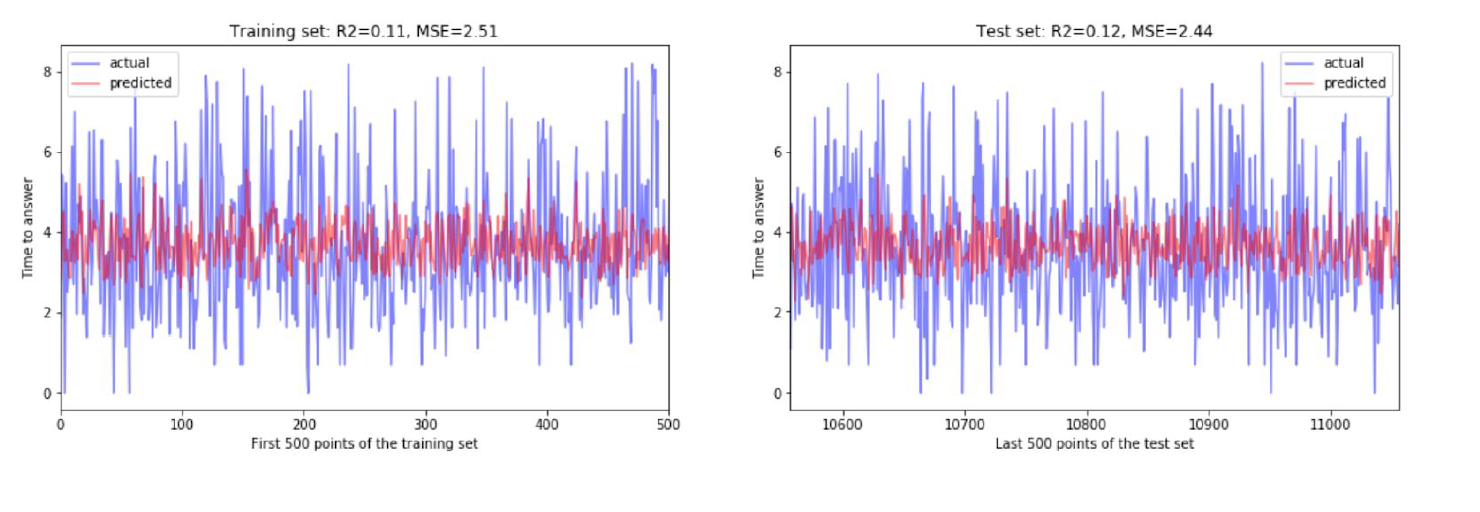 Training set: R2=0.11, MSE=2.51
actual
predicted
8
6
4
2
0
Time to answer
0 100 200 300 400 500
First 500 points of the training set
Test set: R2=0.12, MSE=2.44
actual
predicted
8
6
4
2
0
Time to answer
10600 10700 10800 10900 11000
Last 500 points of the test set